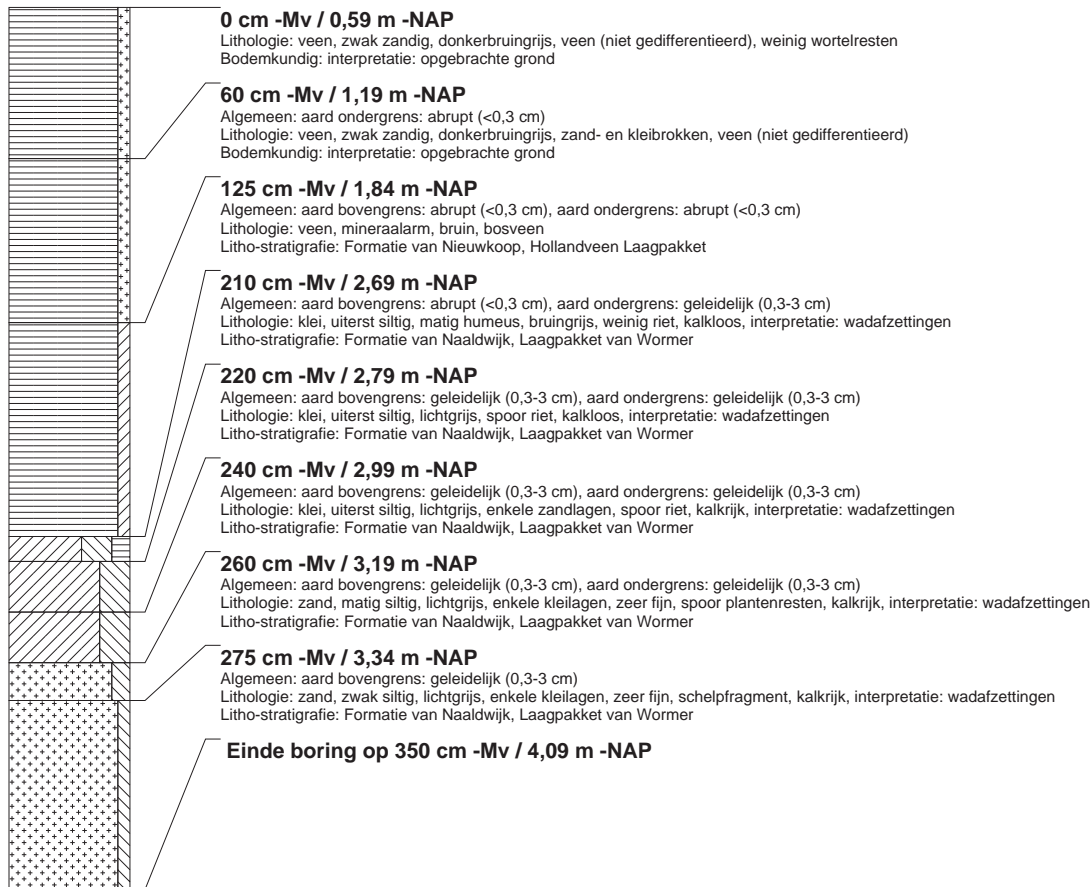 0 cm -Mv / 0,59 m -NAP
Lithologie: veen, zwak zandig, donkerbruingrijs, veen (niet gedifferentieerd), weinig wortelresten
Bodemkundig: interpretatie: opgebrachte grond
60 cm -Mv / 1,19 m -NAP
Algemeen: aard ondergrens: abrupt (<0,3 cm)
Lithologie: veen, zwak zandig, donkerbruingrijs, zand- en kleibrokken, veen (niet gedifferentieerd)
Bodemkundig: interpretatie: opgebrachte grond
125 cm -Mv / 1,84 m -NAP
Algemeen: aard bovengrens: abrupt (<0,3 cm), aard ondergrens: abrupt (<0,3 cm)
Lithologie: veen, mineraalarm, bruin, bosveen
Litho-stratigrafie: Formatie van Nieuwkoop, Hollandveen Laagpakket
210 cm -Mv / 2,69 m -NAP
Algemeen: aard bovengrens: abrupt (<0,3 cm), aard ondergrens: geleidelijk (0,3-3 cm)
Lithologie: klei, uiterst siltig, matig humeus, bruingrijs, weinig riet, kalkloos, interpretatie: wadafzettingen
Litho-stratigrafie: Formatie van Naaldwijk, Laagpakket van Wormer
220 cm -Mv / 2,79 m -NAP
Algemeen: aard bovengrens: geleidelijk (0,3-3 cm), aard ondergrens: geleidelijk (0,3-3 cm)
Lithologie: klei, uiterst siltig, lichtgrijs, spoor riet, kalkloos, interpretatie: wadafzettingen
Litho-stratigrafie: Formatie van Naaldwijk, Laagpakket van Wormer
240 cm -Mv / 2,99 m -NAP
Algemeen: aard bovengrens: geleidelijk (0,3-3 cm), aard ondergrens: geleidelijk (0,3-3 cm)
Lithologie: klei, uiterst siltig, lichtgrijs, enkele zandlagen, spoor riet, kalkrijk, interpretatie: wadafzettingen
Litho-stratigrafie: Formatie van Naaldwijk, Laagpakket van Wormer
260 cm -Mv / 3,19 m -NAP
Algemeen: aard bovengrens: geleidelijk (0,3-3 cm), aard ondergrens: geleidelijk (0,3-3 cm)
Lithologie: zand, matig siltig, lichtgrijs, enkele kleilagen, zeer fijn, spoor plantenresten, kalkrijk, interpretatie: wadafzettingen
Litho-stratigrafie: Formatie van Naaldwijk, Laagpakket van Wormer
275 cm -Mv / 3,34 m -NAP
Algemeen: aard bovengrens: geleidelijk (0,3-3 cm)
Lithologie: zand, zwak siltig, lichtgrijs, enkele kleilagen, zeer fijn, schelpfragment, kalkrijk, interpretatie: wadafzettingen
Litho-stratigrafie: Formatie van Naaldwijk, Laagpakket van Wormer
Einde boring op 350 cm -Mv / 4,09 m -NAP